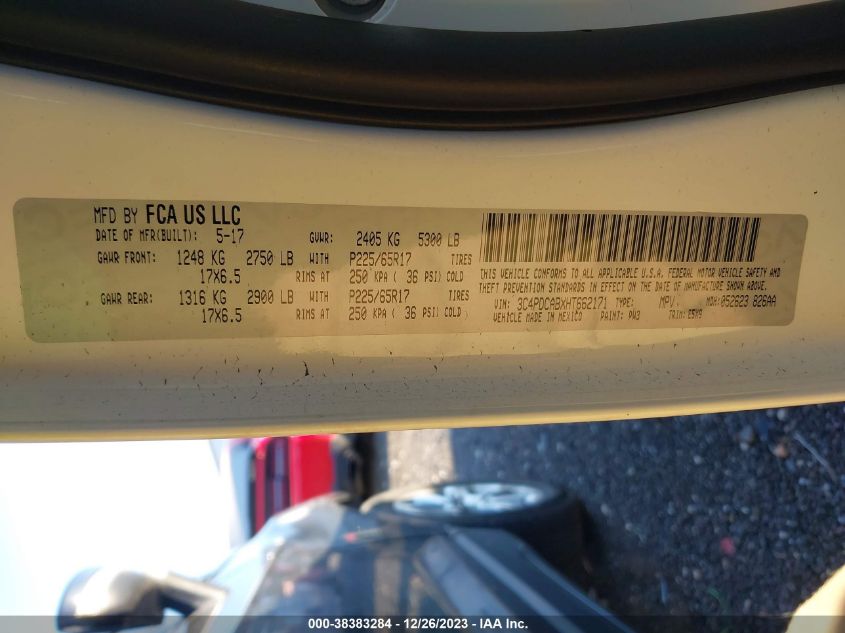 MFD BY FCA US LLC
DATE OF MFR(BUILT): 5-17 GVWR: 2405 KG 5300 LB
GAWR FRONT: 1248 KG 2750 LB WITH P225/65R17 TIRES
17X6.5 RIMS AT 250 KPA ( 36 PSI) COLD
GAWR REAR: 1316 KG 2900 LB WITH P225/65R17 TIRES
17X6.5 RIMS AT 250 KPA ( 36 PSI) COLD
THIS VEHICLE CONFORMS TO ALL APPLICABLE U.S.A. FEDERAL MOTOR VEHICLE SAFETY AND
THEFT PREVENTION STANDARDS IN EFFECT ON THE DATE OF MANUFACTURE SHOWN ABOVE.
VIN: 3C4PDCABXHT662171 TYPE: MPV. MDH: 052623 826AA
VEHICLE MADE IN MEXICO PAINT: PW3 TRIM:
000-38383284 - 12/26/2023 - IAA Inc.